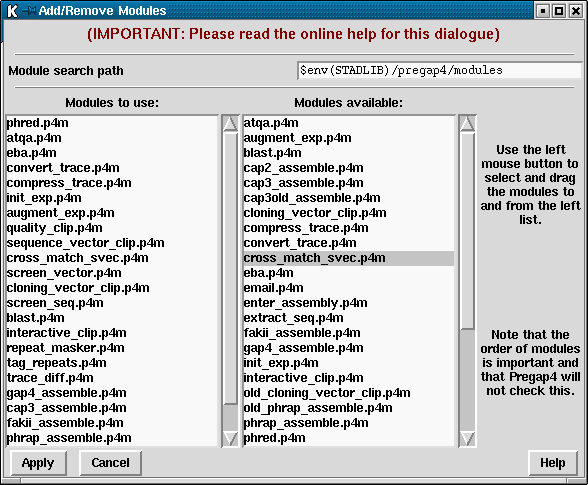 Add/Remove Modules
(IMPORTANT: Please read the online help for this dialogue)
Module search path
$env(STADLIB)/pregap4/modules
Modules to use:
phred.p4m
atqa.p4m
eba.p4m
convert_trace.p4m
compress_trace.p4m
init_exp.p4m
augment_exp.p4m
quality_clip.p4m
sequence_vector_clip.p4m
cross_match_svec.p4m
screen_vector.p4m
cloning_vector_clip.p4m
screen_seq.p4m
blast.p4m
interactive_clip.p4m
repeat_masker.p4m
tag_repeats.p4m
trace_diff.p4m
gap4_assemble.p4m
cap3_assemble.p4m
fakii_assemble.p4m
phrap_assemble.p4m
Modules available:
atqa.p4m
augment_exp.p4m
blast.p4m
cap2_assemble.p4m
cap3_assemble.p4m
cap3old_assemble.p4m
cloning_vector_clip.p4m
compress_trace.p4m
convert_trace.p4m
cross_match_svec.p4m
eba.p4m
email.p4m
enter_assembly.p4m
extract_seq.p4m
fakii_assemble.p4m
gap4_assemble.p4m
init_exp.p4m
interactive_clip.p4m
old_cloning_vector_clip.p4m
old_phrap_assemble.p4m
phrap_assemble.p4m
phred.p4m
Use the left
mouse button to
select and drag
the modules to
and from the left
list.
Note that the
order of modules
is important and
that Pregap4 will
not check this.
Apply
Cancel
Help